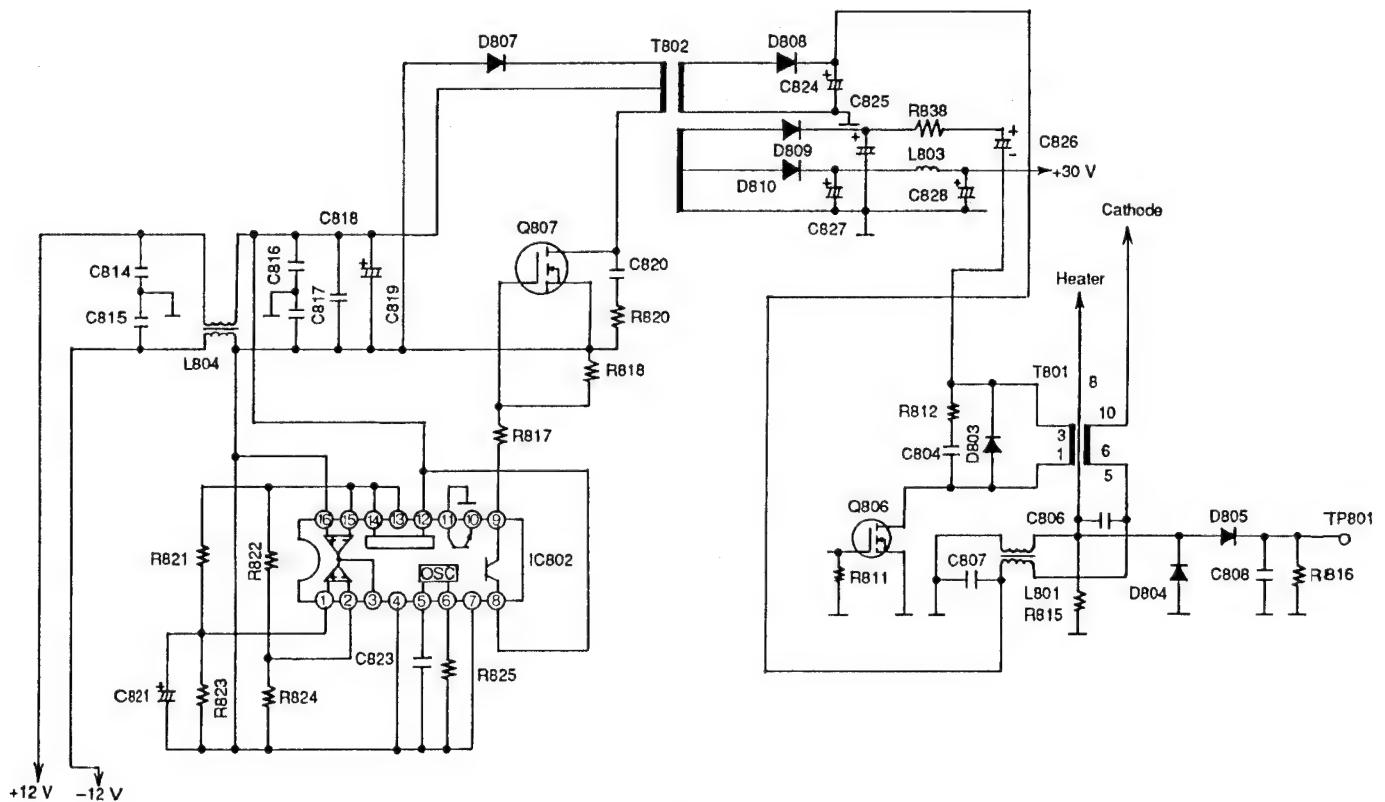 D807
T802
D808
C824
C825
R838
C826
D809
L803
D810
+30 V
C828
C827
C818
Q807
Cathode
C814
C816
C820
Heater
C817
C819
C815
R820
L804
R818
T801
8
R812
10
R817
3
C804
D803
1
6
5
16
15
14
13
12
11
10
9
Q806
C806
D805
TP801
R821
R822
IC802
OSC
C807
R811
C808
R816
1
2
3
4
5
6
7
8
L801
D804
R815
C823
R825
C821
R823
R824
+12 V
−12 V